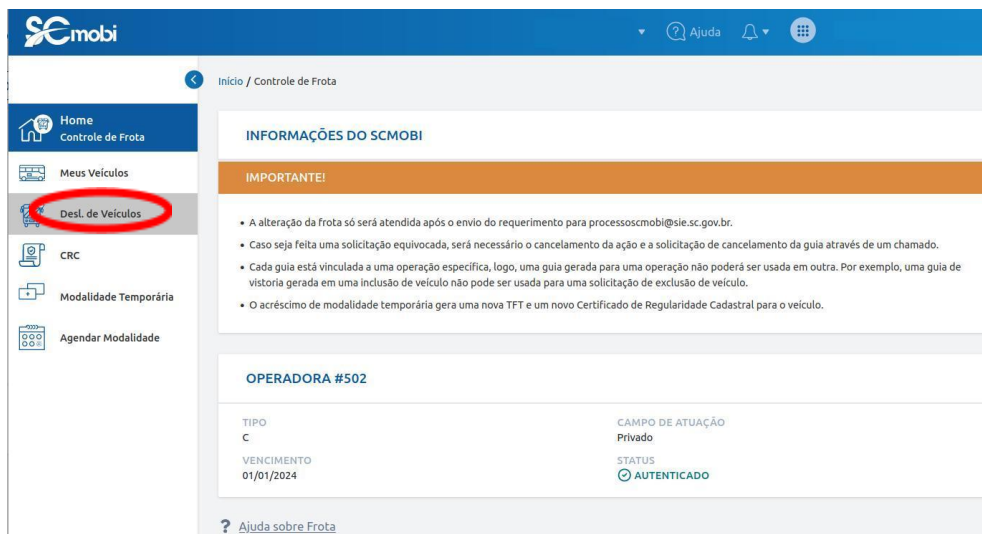 SCmobi
Ajuda
Início / Controle de Frota
Home
Controle de Frota
Meus Veículos
Desl. de Veículos
CRC
Modalidade Temporária
Agendar Modalidade
INFORMAÇÕES DO SCMOBI
IMPORTANTE!
• A alteração da frota só será atendida após o envio do requerimento para processoscmobi@sie.sc.gov.br.
• Caso seja feita uma solicitação equivocada, será necessário o cancelamento da ação e a solicitação de cancelamento da guia através de um chamado.
• Cada guia está vinculada a uma operação específica, logo, uma guia gerada para uma operação não poderá ser usada em outra. Por exemplo, uma guia de
vistoria gerada em uma inclusão de veículo não pode ser usada para uma solicitação de exclusão de veículo.
• O acréscimo de modalidade temporária gera uma nova TFT e um novo Certificado de Regularidade Cadastral para o veículo.
OPERADORA #502
TIPO
C
CAMPO DE ATUAÇÃO
Privado
VENCIMENTO
01/01/2024
STATUS
AUTENTICADO
? Ajuda sobre Frota